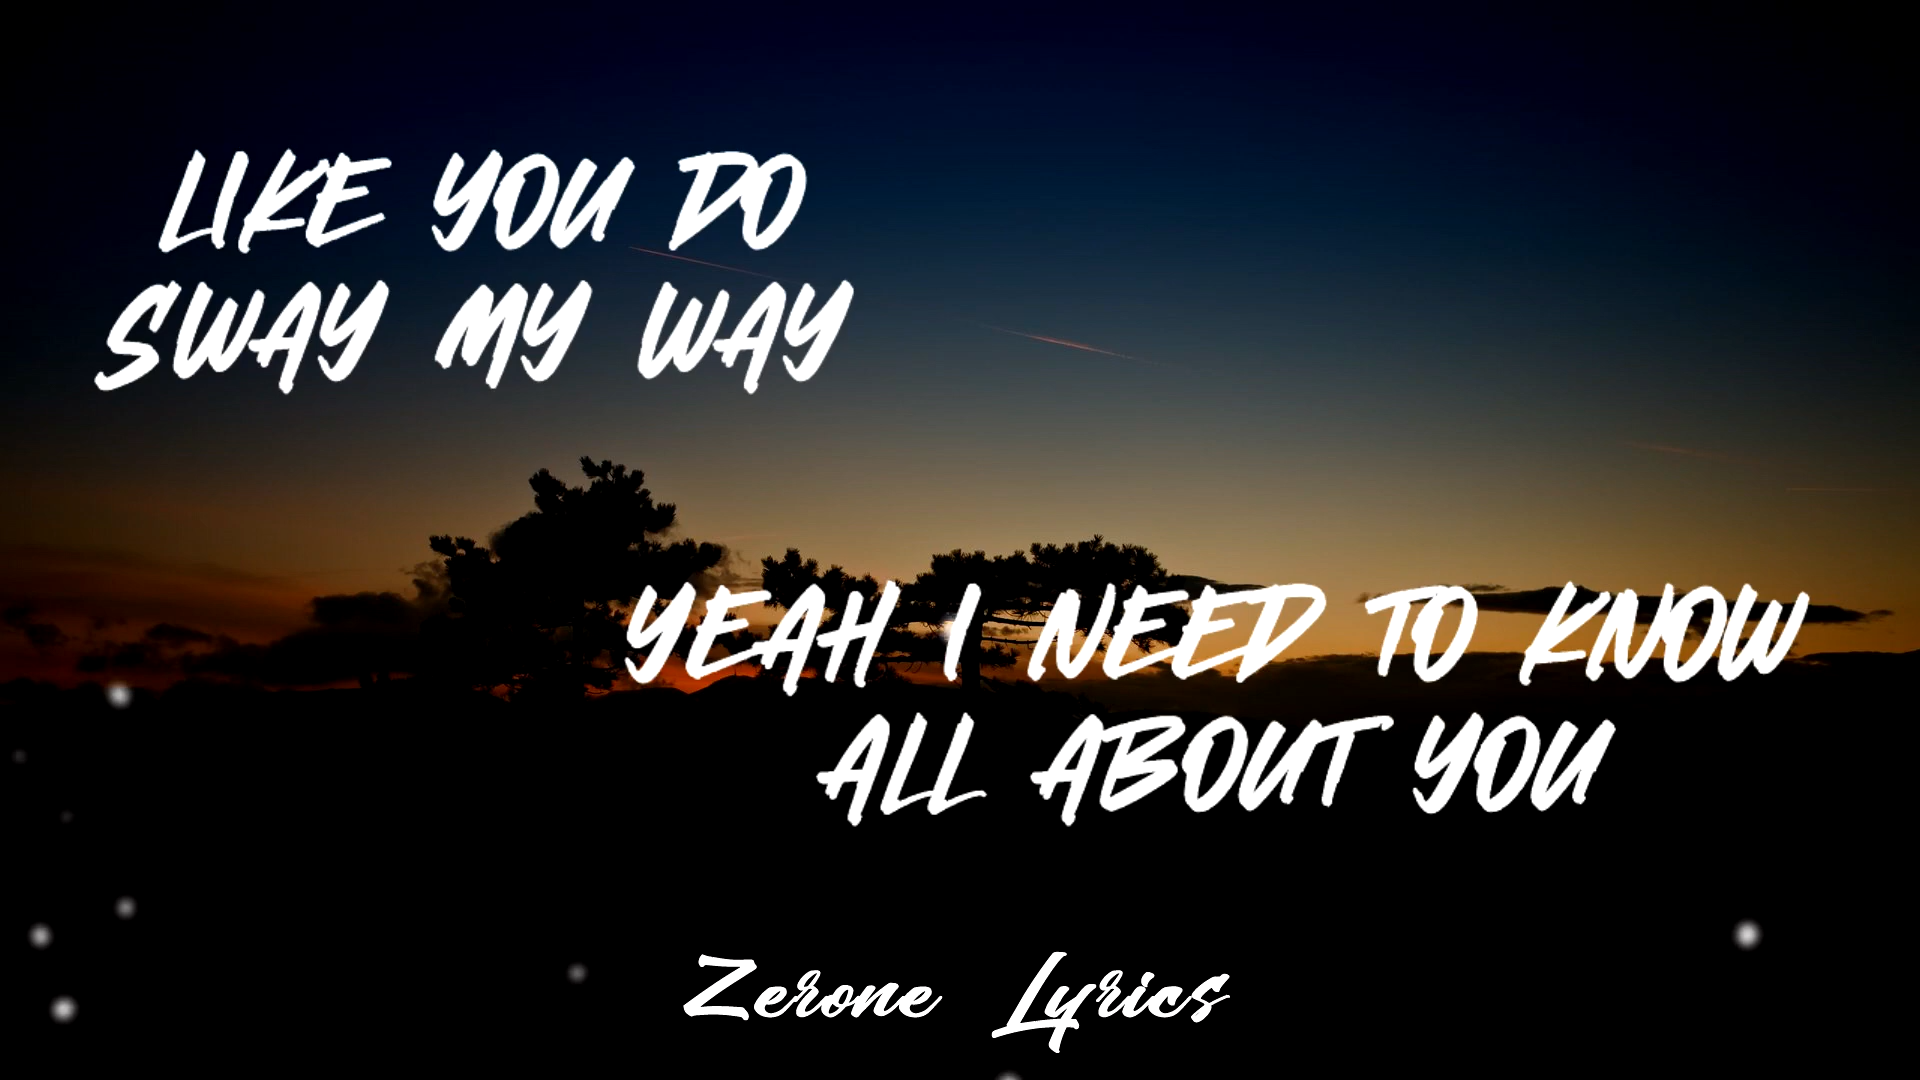 LIKE YOU DO
SWAY MY WAY
YEAH I NEED TO KNOW
ALL ABOUT YOU
Zerone Lyrics